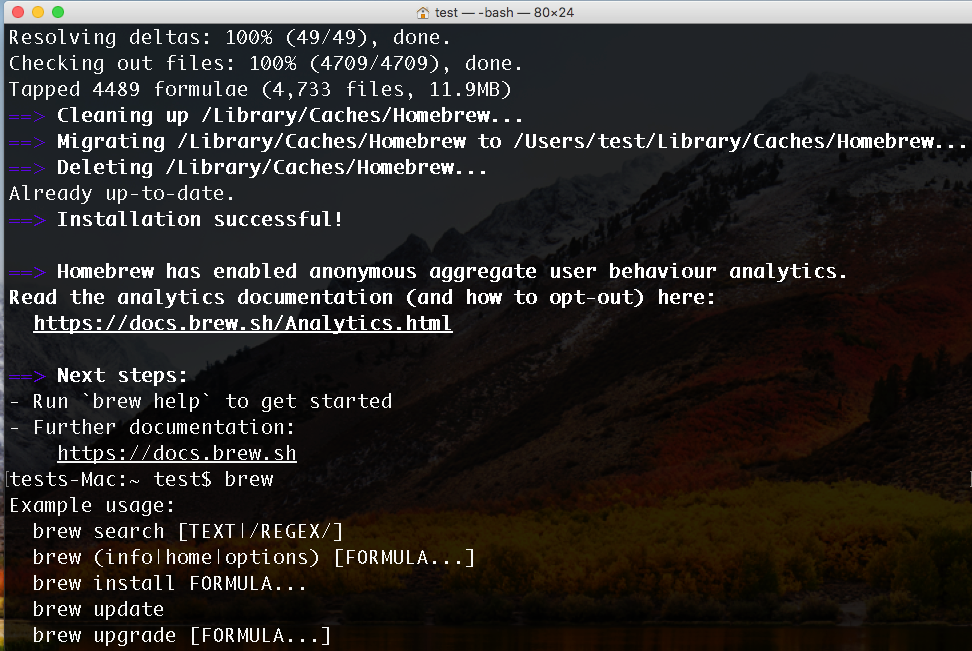 test — -bash — 80×24
Resolving deltas: 100% (49/49), done.
Checking out files: 100% (4709/4709), done.
Tapped 4489 formulae (4,733 files, 11.9MB)
==> Cleaning up /Library/Caches/Homebrew...
==> Migrating /Library/Caches/Homebrew to /Users/test/Library/Caches/Homebrew...
==> Deleting /Library/Caches/Homebrew...
Already up-to-date.
==> Installation successful!
==> Homebrew has enabled anonymous aggregate user behaviour analytics.
Read the analytics documentation (and how to opt-out) here:
https://docs.brew.sh/Analytics.html
==> Next steps:
- Run `brew help` to get started
- Further documentation:
https://docs.brew.sh
[tests-Mac:~ test$ brew ]
Example usage:
brew search [TEXT|/REGEX/]
brew (info|home|options) [FORMULA...]
brew install FORMULA...
brew update
brew upgrade [FORMULA...]